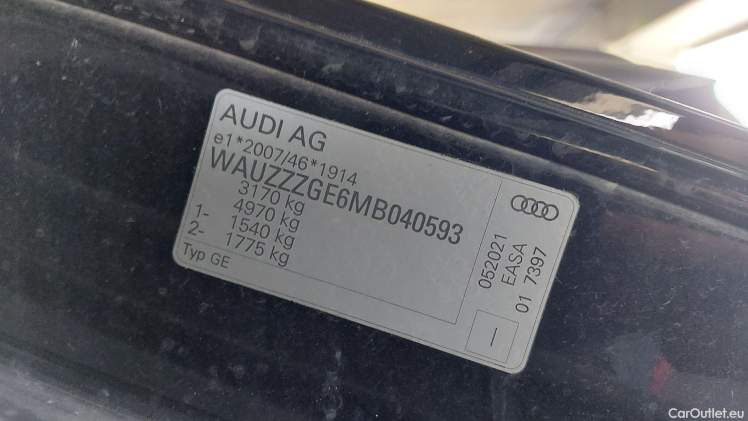 AUDI AG
e1*2007/46*1914
WAUZZZGE6MB040593
3170 kg
4970 kg
1- 1540 kg
2- 1775 kg
Typ GE
052021
EASA
01 7397
I
CarOutlet.eu